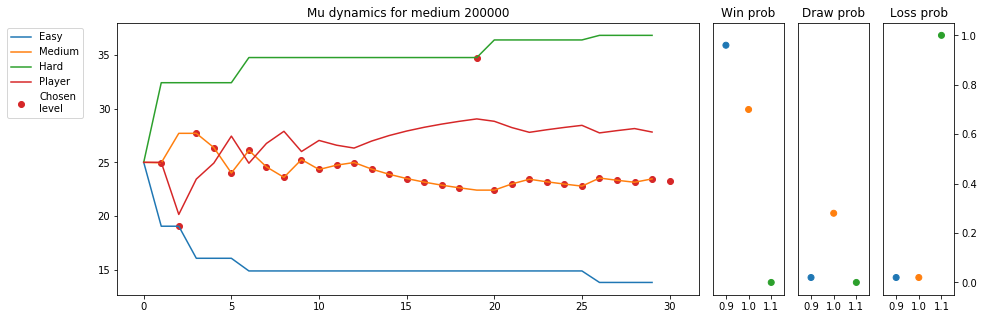 Mu dynamics for medium 200000
Win prob
Draw prob
Loss prob
Easy
Medium
Hard
Player
Chosen
level
35
30
25
20
15
0
5
10
15
20
25
30
0.9
1.0
1.1
0.9
1.0
1.1
0.9
1.0
1.1
1.0
0.8
0.6
0.4
0.2
0.0